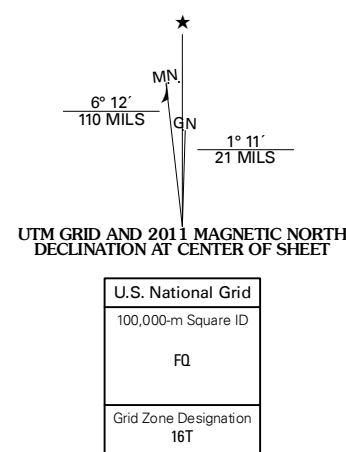 ★
M.N.
6° 12´
110 MILS
GN
1° 11´
21 MILS
UTM GRID AND 2011 MAGNETIC NORTH
DECLINATION AT CENTER OF SHEET
U.S. National Grid
100,000-m Square ID
FQ
Grid Zone Designation
16T